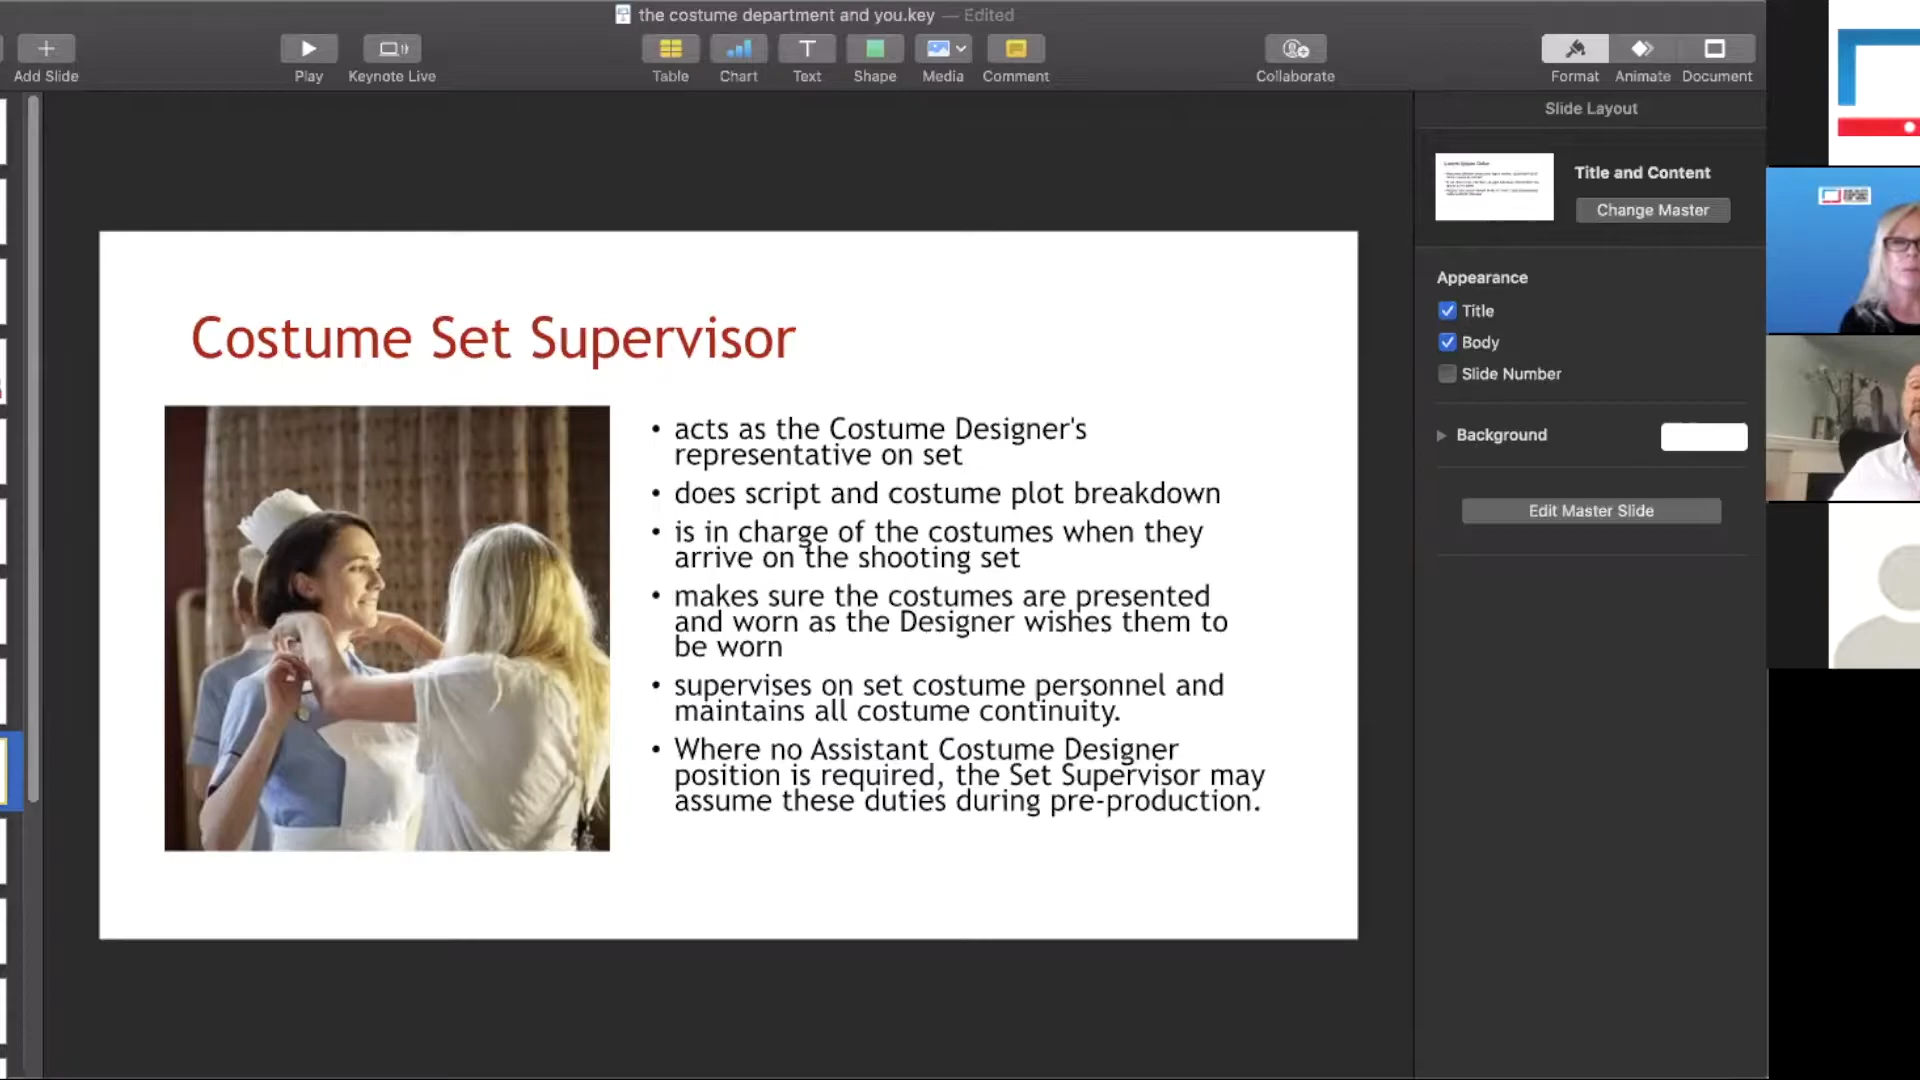 the costume department and you.key — Edited
Add Slide
Play
Keynote Live
Table
Chart
Text
Shape
Media
Comment
Collaborate
Format
Animate
Document
Slide Layout
Title and Content
Change Master
Appearance
Title
Body
Slide Number
Background
Edit Master Slide
Costume Set Supervisor
• acts as the Costume Designer's
representative on set
• does script and costume plot breakdown
• is in charge of the costumes when they
arrive on the shooting set
• makes sure the costumes are presented
and worn as the Designer wishes them to
be worn
• supervises on set costume personnel and
maintains all costume continuity.
• Where no Assistant Costume Designer
position is required, the Set Supervisor may
assume these duties during pre-production.